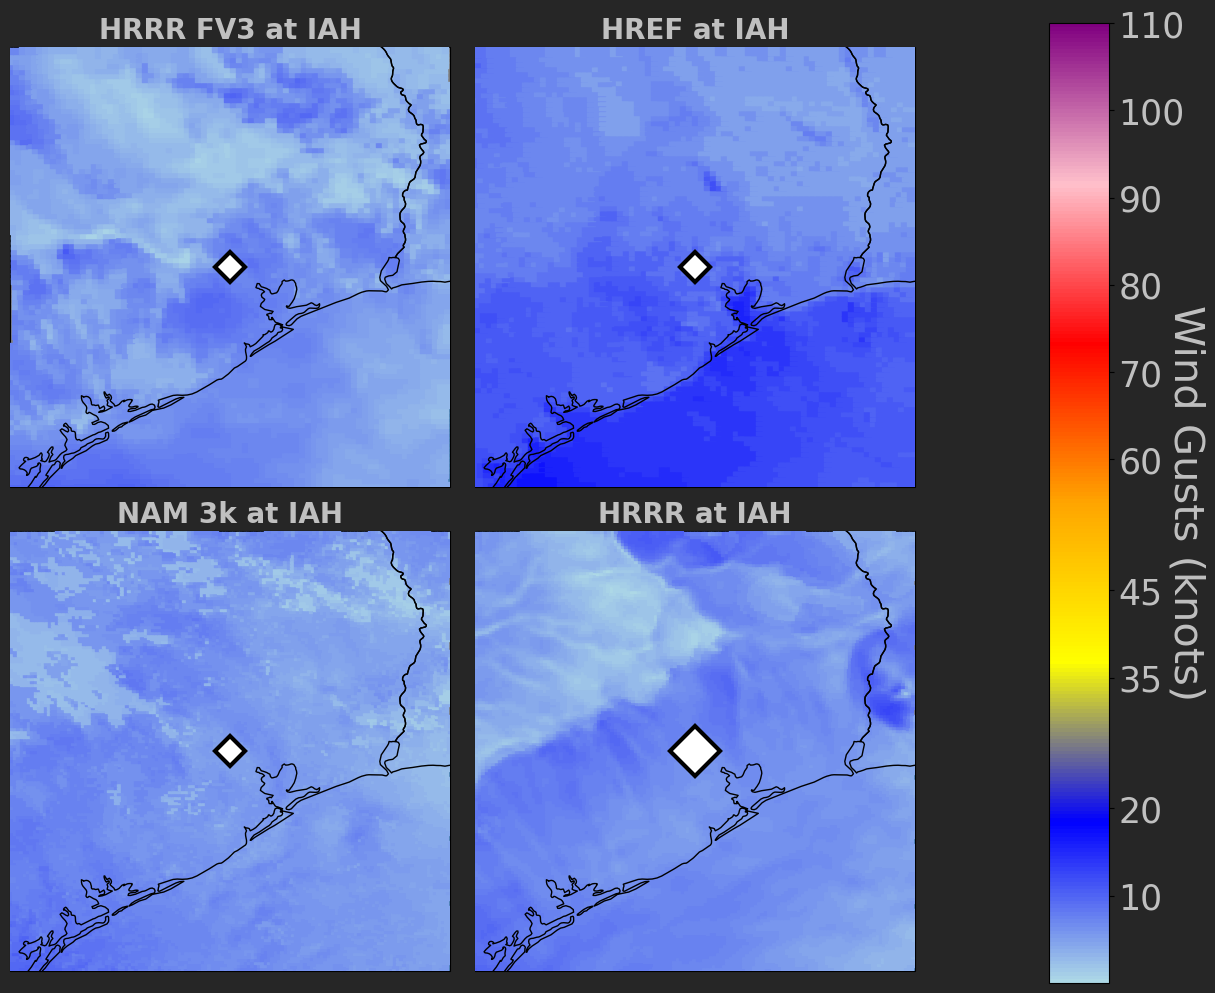 HRRR FV3 at IAH
HREF at IAH
NAM 3k at IAH
HRRR at IAH
110
100
90
80
70
60
45
35
20
10
Wind Gusts (knots)